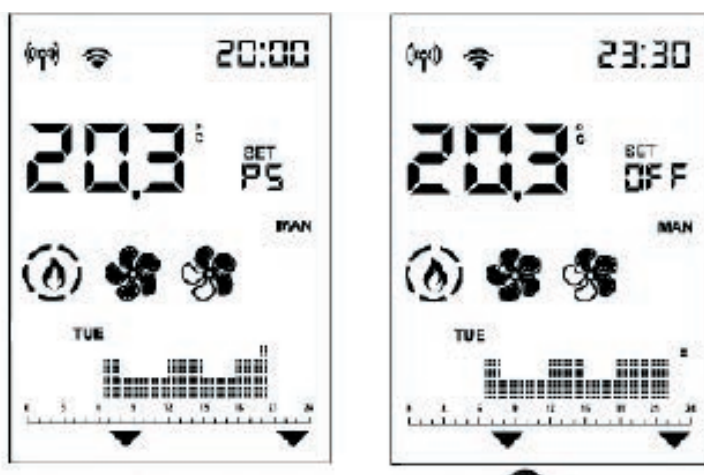 20:00
20.3 °C
SET
PS
MAN
TUE
23:30
20.3 °C
SET
OFF
MAN
TUE